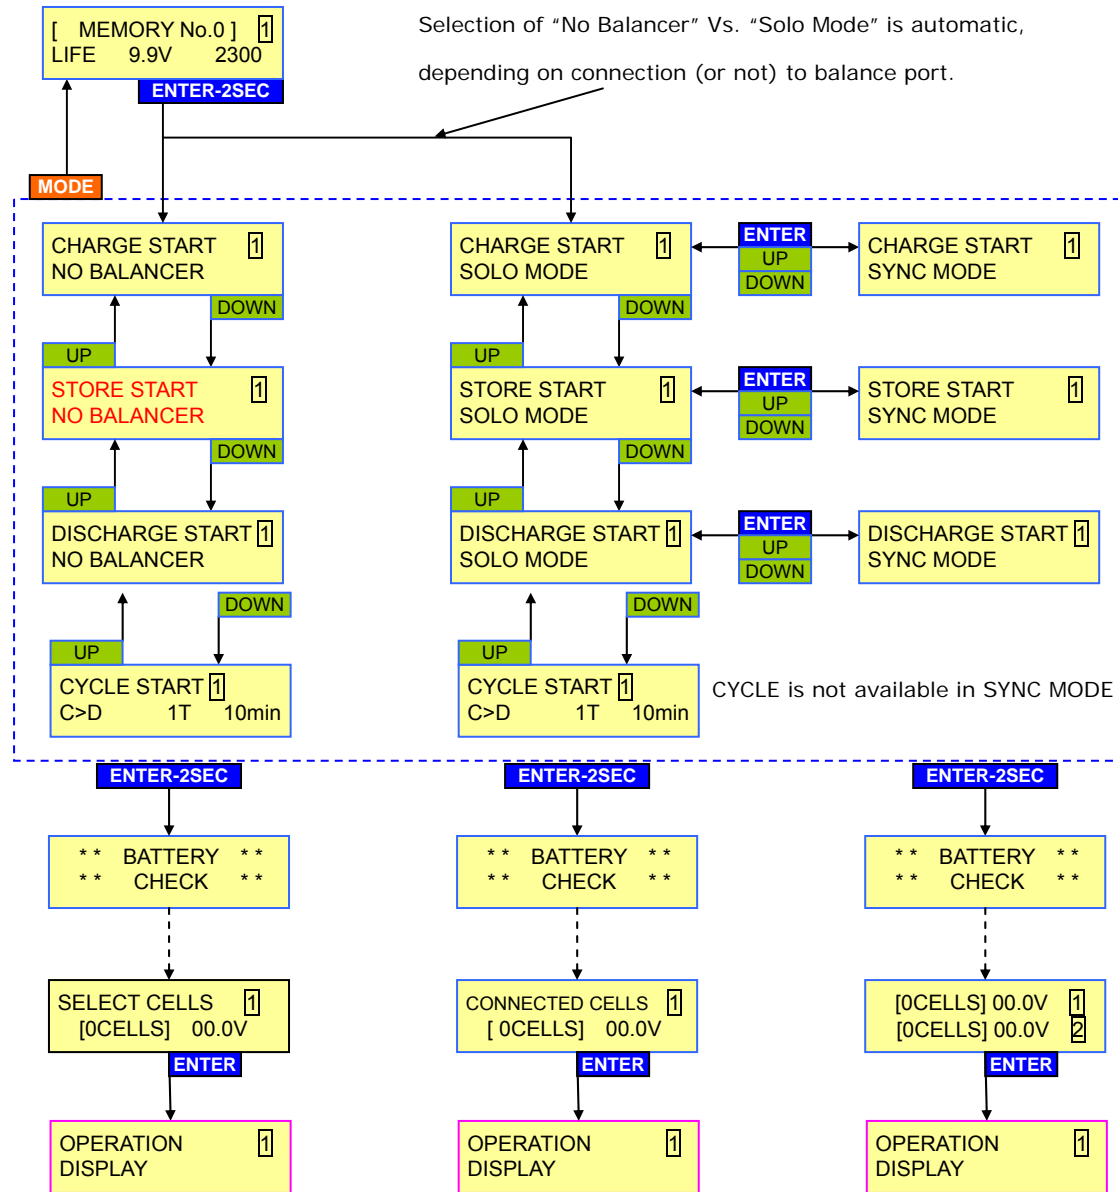 [ MEMORY No.0 ] 1
LIFE 9.9V 2300
ENTER-2SEC
Selection of “No Balancer” Vs. “Solo Mode” is automatic,
depending on connection (or not) to balance port.
MODE
CHARGE START 1
NO BALANCER
DOWN
UP
STORE START 1
NO BALANCER
DOWN
UP
DISCHARGE START 1
NO BALANCER
DOWN
UP
CYCLE START 1
C>D 1T 10min
CHARGE START 1
SOLO MODE
DOWN
UP
STORE START 1
SOLO MODE
DOWN
UP
DISCHARGE START 1
SOLO MODE
DOWN
UP
CYCLE START 1
C>D 1T 10min
ENTER
UP
DOWN
CHARGE START 1
SYNC MODE
ENTER
UP
DOWN
STORE START 1
SYNC MODE
ENTER
UP
DOWN
DISCHARGE START 1
SYNC MODE
CYCLE is not available in SYNC MODE
ENTER-2SEC
* * BATTERY * *
* * CHECK * *
SELECT CELLS 1
[0CELLS] 00.0V
ENTER
OPERATION 1
DISPLAY
ENTER-2SEC
* * BATTERY * *
* * CHECK * *
CONNECTED CELLS 1
[ 0CELLS] 00.0V
ENTER
OPERATION 1
DISPLAY
ENTER-2SEC
* * BATTERY * *
* * CHECK * *
[0CELLS] 00.0V 1
[0CELLS] 00.0V 2
ENTER
OPERATION 1
DISPLAY